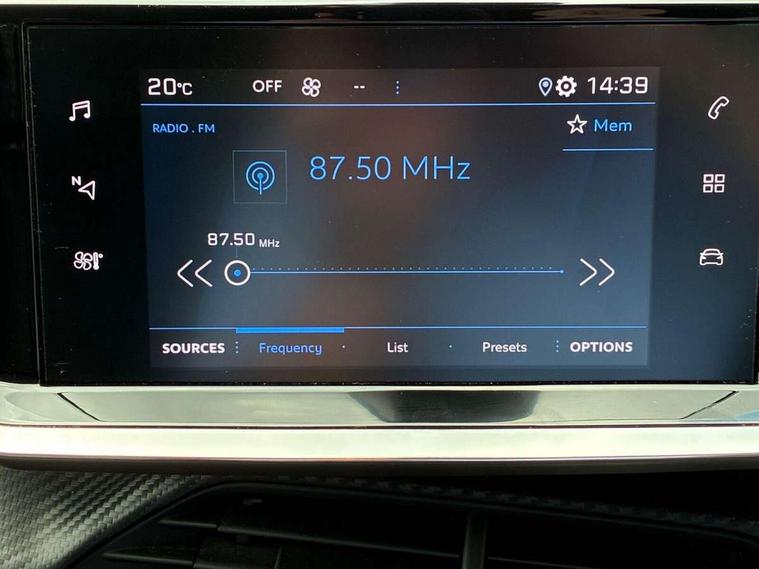 20°C OFF -- 14:39
RADIO . FM
Mem
87.50 MHz
87.50 MHz
N
SOURCES Frequency List Presets OPTIONS